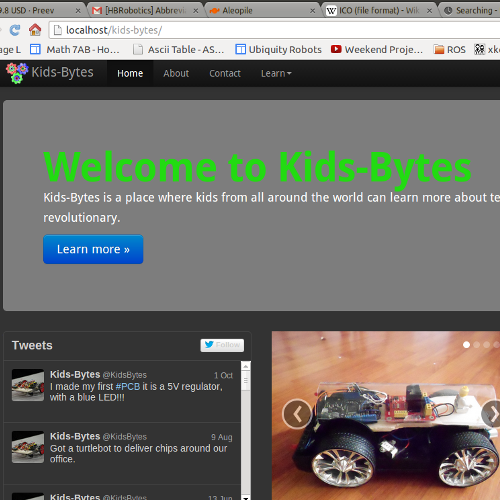 9.8 USD - Preev
[HBRobotics] Abbrevi
Aleopile
ICO (file format) - Wik
Searching -
localhost/kids-bytes/
age L
Math 7AB - Ho...
Ascii Table - AS...
Ubiquity Robots
Weekend Proje...
ROS
xk
Kids-Bytes
Home
About
Contact
Learn
Welcome to Kids-Bytes
Kids-Bytes is a place where kids from all around the world can learn more about te
revolutionary.
Learn more »
Tweets
Follow
Kids-Bytes @KidsBytes
1 Oct
I made my first #PCB it is a 5V regulator,
with a blue LED!!!
Kids-Bytes @KidsBytes
9 Aug
Got a turtlebot to deliver chips around our
office.
Kids-Bytes @KidsBytes
13 Jun